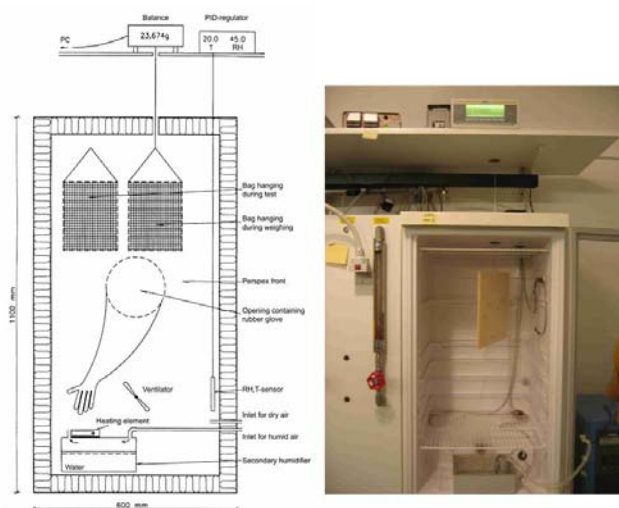 Balance
PID-regulator
PC
23,674g
20.0 45.0
T RH
Bag hanging
during test
Bag hanging
during weighing
Perspex front
Opening containing
rubber glove
Ventilator
RH,T-sensor
Inlet for dry air
Heating element
Inlet for humid air
Secondary humidifier
Water
1100 mm
600 mm